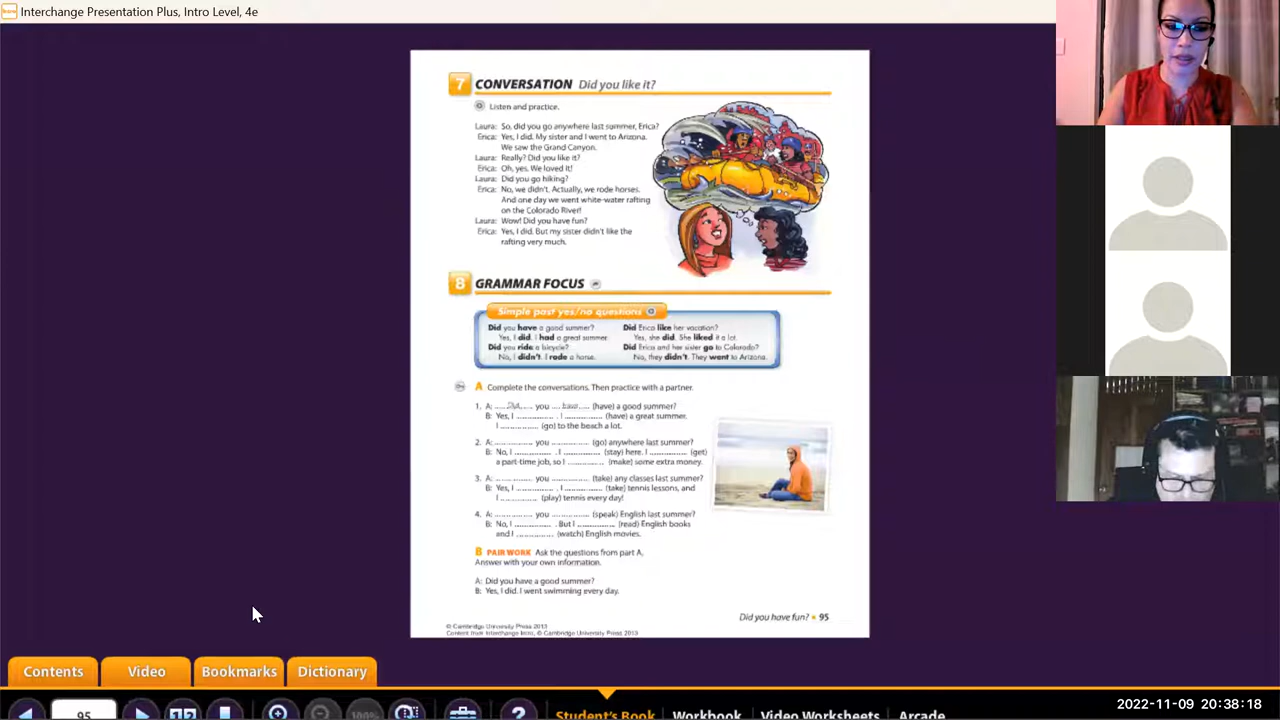 Interchange Presentation Plus, Intro Level, 4e
7 CONVERSATION Did you like it?
Listen and practice.
Laura: So, did you go anywhere last summer, Erica?
Erica: Yes, I did. My sister and I went to Arizona.
We saw the Grand Canyon.
Laura: Really? Did you like it?
Erica: Oh, yes. We loved it!
Laura: Did you go hiking?
Erica: No, we didn't. Actually, we rode horses.
And one day we went white-water rafting
on the Colorado River!
Laura: Wow! Did you have fun?
Erica: Yes, I did. But my sister didn't like the
rafting very much.
8 GRAMMAR FOCUS
Simple past yes/no questions
Did you have a good summer?
Yes, I did. I had a great summer.
Did you ride a bicycle?
No, I didn't. I rode a horse.
Did Erica like her vacation?
Yes, she did. She liked it a lot.
Did Erica and her sister go to Colorado?
No, they didn't. They went to Arizona.
A Complete the conversations. Then practice with a partner.
1. A: Did you have (have) a good summer?
B: Yes, I ............... . I ............... (have) a great summer.
I ............... (go) to the beach a lot.
2. A: ............... you ............... (go) anywhere last summer?
B: No, I ............... . I ............... (stay) here. I ............... (get)
a part-time job, so I ............... (make) some extra money.
3. A: ............... you ............... (take) any classes last summer?
B: Yes, I ............... . I ............... (take) tennis lessons, and
I ............... (play) tennis every day!
4. A: ............... you ............... (speak) English last summer?
B: No, I ............... . But I ............... (read) English books
and I ............... (watch) English movies.
B PAIR WORK Ask the questions from part A.
Answer with your own information.
A: Did you have a good summer?
B: Yes, I did. I went swimming every day.
Did you have fun? • 95
© Cambridge University Press 2013
Content from Interchange Intro, © Cambridge University Press 2013
Contents Video Bookmarks Dictionary
95 100% ? Student's Book Workbook Video Worksheets Arcade
2022-11-09 20:38:18